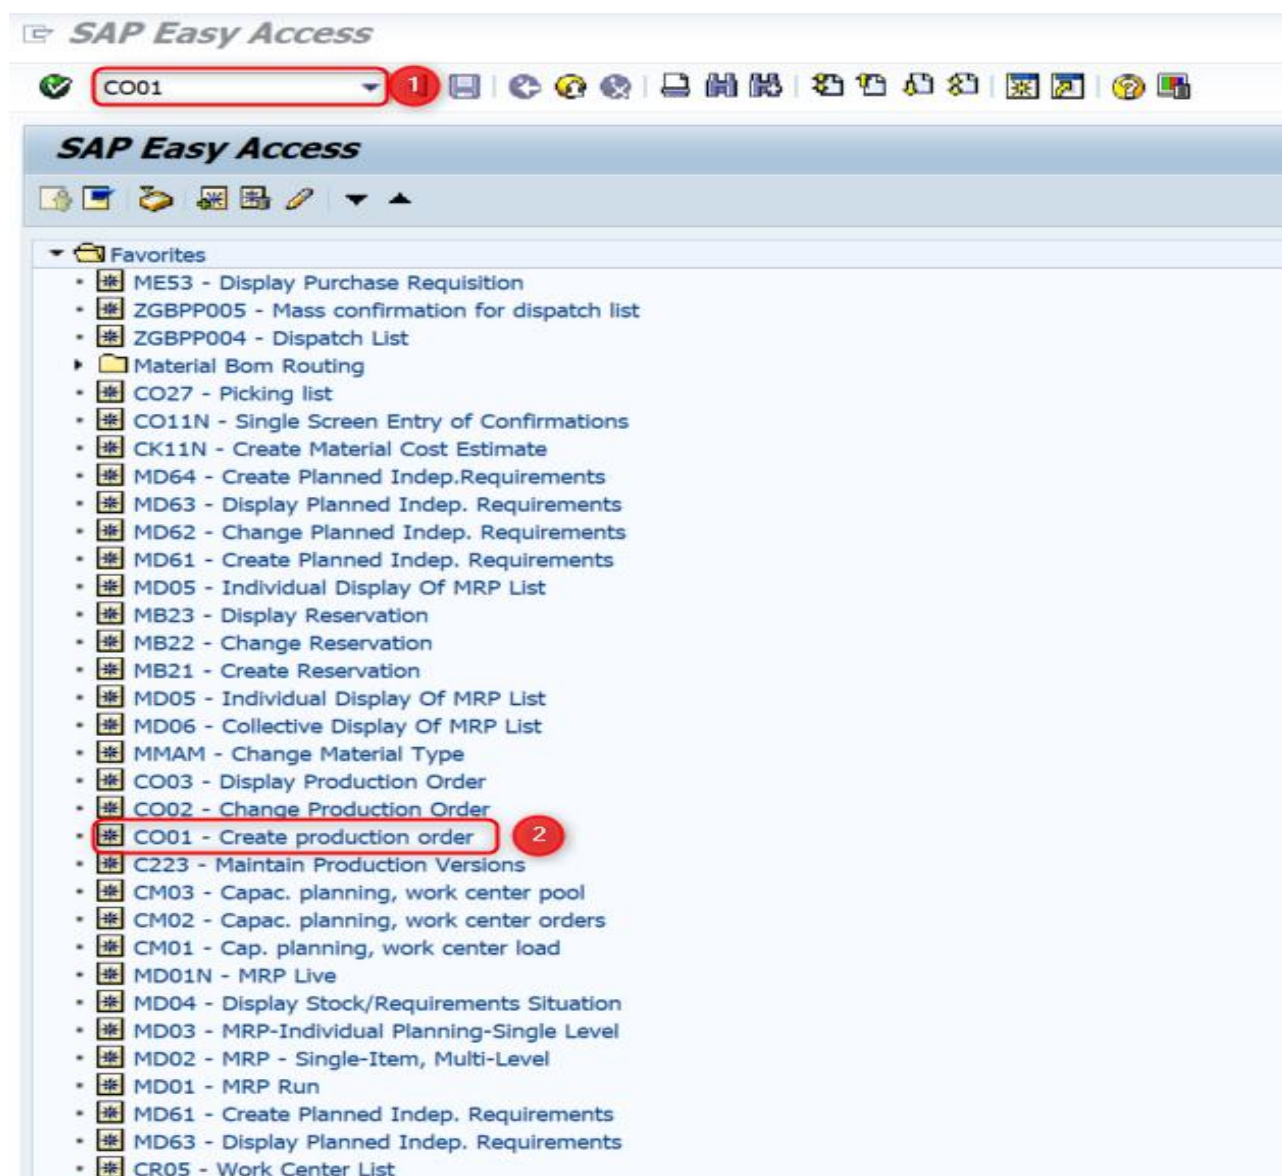 SAP Easy Access
CO01
1
SAP Easy Access
Favorites
ME53 - Display Purchase Requisition
ZGBPP005 - Mass confirmation for dispatch list
ZGBPP004 - Dispatch List
Material Bom Routing
CO27 - Picking list
CO11N - Single Screen Entry of Confirmations
CK11N - Create Material Cost Estimate
MD64 - Create Planned Indep.Requirements
MD63 - Display Planned Indep. Requirements
MD62 - Change Planned Indep. Requirements
MD61 - Create Planned Indep. Requirements
MD05 - Individual Display Of MRP List
MB23 - Display Reservation
MB22 - Change Reservation
MB21 - Create Reservation
MD05 - Individual Display Of MRP List
MD06 - Collective Display Of MRP List
MMAM - Change Material Type
CO03 - Display Production Order
CO02 - Change Production Order
CO01 - Create production order 2
C223 - Maintain Production Versions
CM03 - Capac. planning, work center pool
CM02 - Capac. planning, work center orders
CM01 - Cap. planning, work center load
MD01N - MRP Live
MD04 - Display Stock/Requirements Situation
MD03 - MRP-Individual Planning-Single Level
MD02 - MRP - Single-Item, Multi-Level
MD01 - MRP Run
MD61 - Create Planned Indep. Requirements
MD63 - Display Planned Indep. Requirements
CR05 - Work Center List